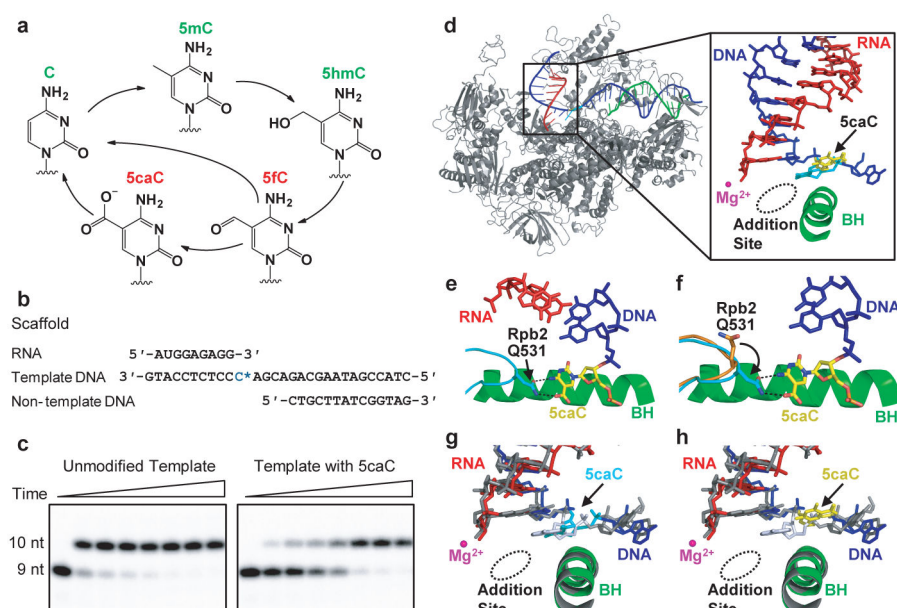 a
5mC
NH₂
N
N
O
C
NH₂
N
N
O
5hmC
NH₂
HO
N
N
O
5caC
O
O⁻
NH₂
N
N
O
5fC
NH₂
O
N
N
O
b
Scaffold
RNA 5'-AUGGAGAGG-3'
Template DNA 3'-GTACCTCTCCC*AGCAGACGAATAGCCATC-5'
Non-template DNA 5'-CTGCTTATCGGTAG-3'
c
Unmodified Template Template with 5caC
Time
10 nt
9 nt
d
DNA RNA
5caC
Mg²⁺
Addition
Site
BH
e
RNA
DNA
Rpb2
Q531
5caC
BH
f
DNA
Rpb2
Q531
5caC
BH
g
RNA
5caC
Mg²⁺
DNA
Addition
Site
BH
h
RNA
5caC
Mg²⁺
DNA
Addition
Site
BH